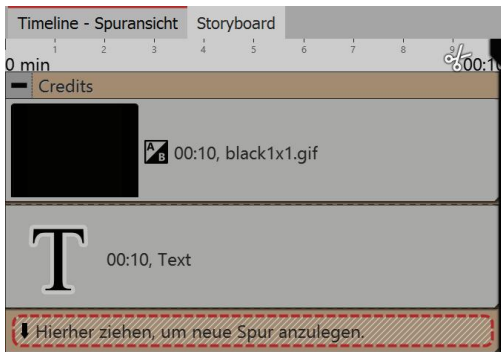 Timeline - Spuransicht Storyboard
1 2 3 4 5 6 7 8 9
0 min 00:10
Credits
A B 00:10, black1x1.gif
T 00:10, Text
Hierher ziehen, um neue Spur anzulegen.